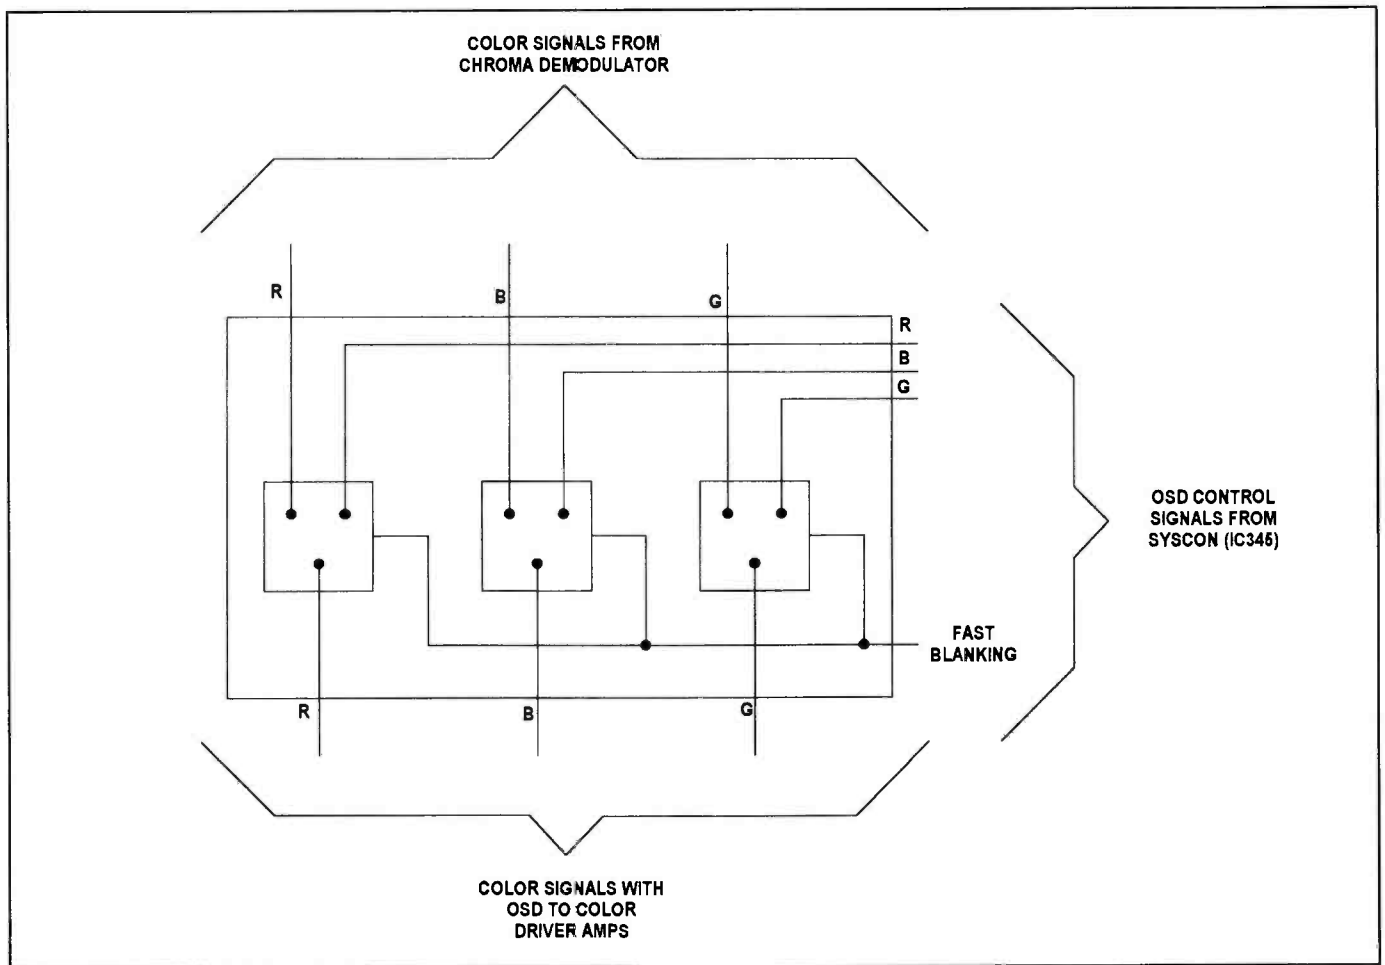 COLOR SIGNALS FROM
CHROMA DEMODULATOR
R
B
G
R
B
G
OSD CONTROL
SIGNALS FROM
SYSCON (IC345)
FAST
BLANKING
R
B
G
COLOR SIGNALS WITH
OSD TO COLOR
DRIVER AMPS